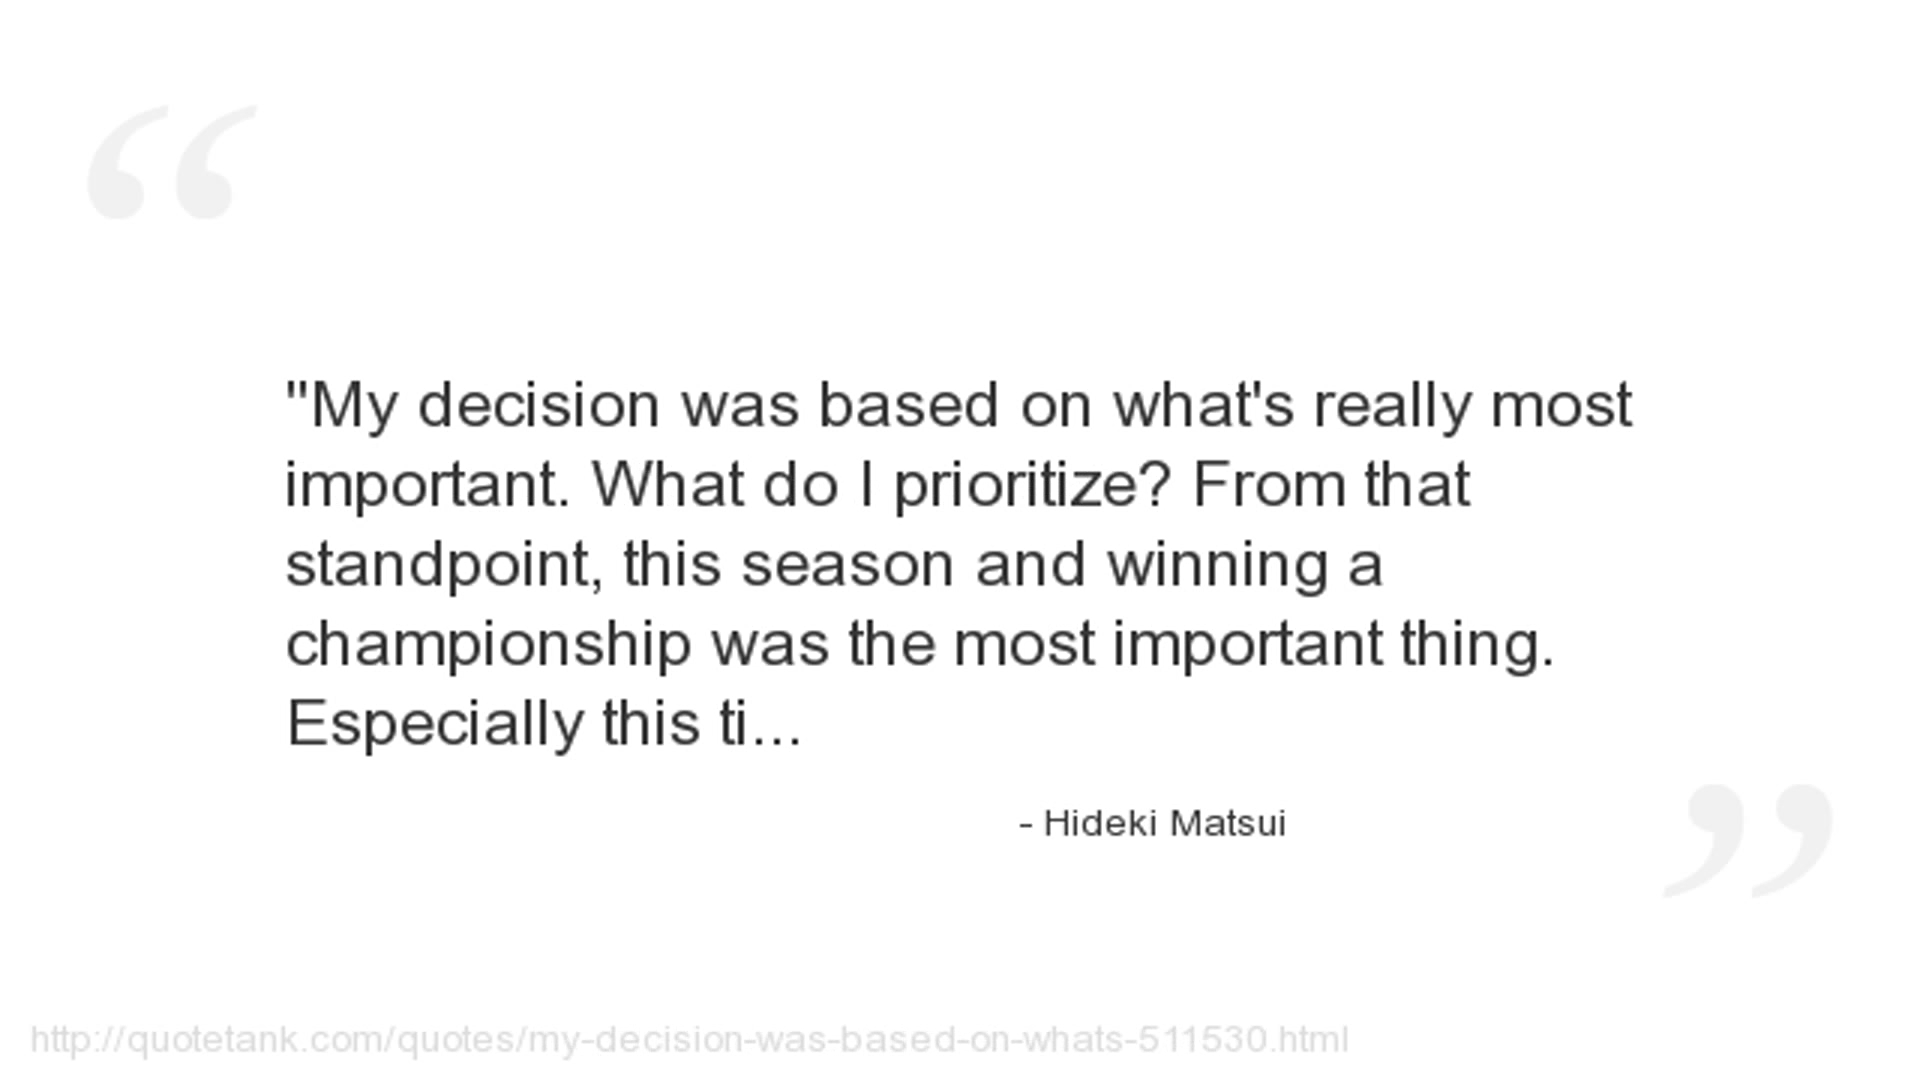 "My decision was based on what's really most
important. What do I prioritize? From that
standpoint, this season and winning a
championship was the most important thing.
Especially this ti...
- Hideki Matsui
http://quotetank.com/quotes/my-decision-was-based-on-whats-511530.html